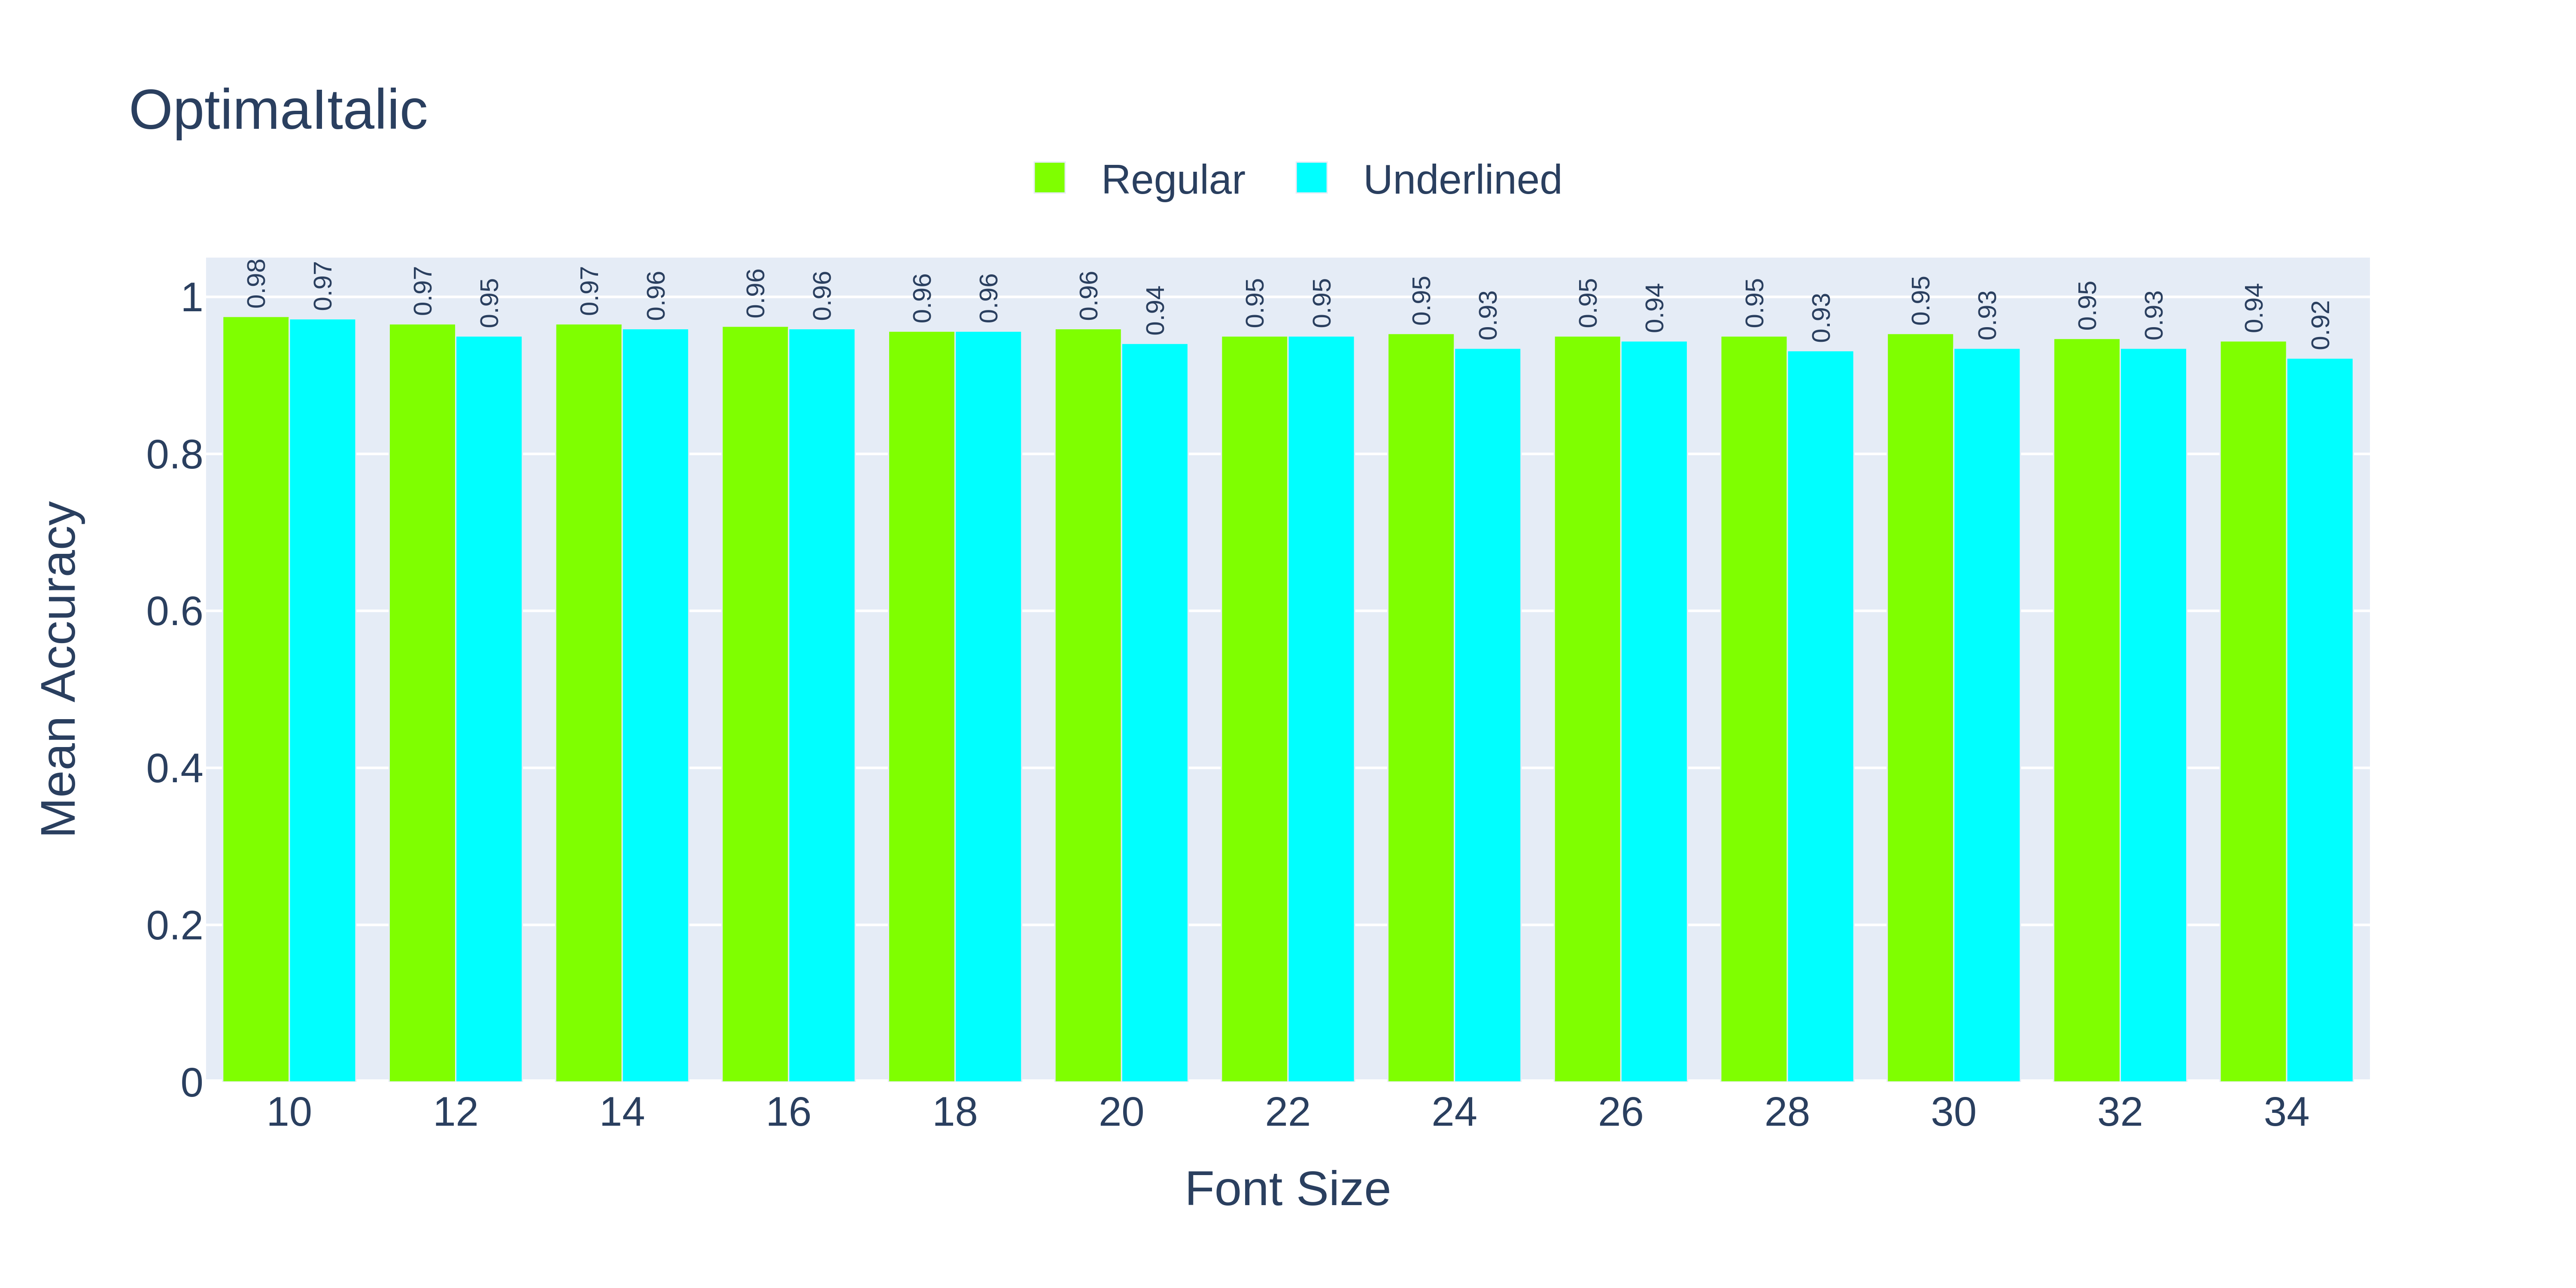 OptimaItalic
Regular Underlined
0.98 0.97 0.97 0.95 0.97 0.96 0.96 0.96 0.96 0.96 0.96 0.94 0.95 0.95 0.95 0.93 0.95 0.94 0.95 0.93 0.95 0.93 0.95 0.93 0.94 0.92
1
0.8
0.6
0.4
0.2
0
Mean Accuracy
10 12 14 16 18 20 22 24 26 28 30 32 34
Font Size